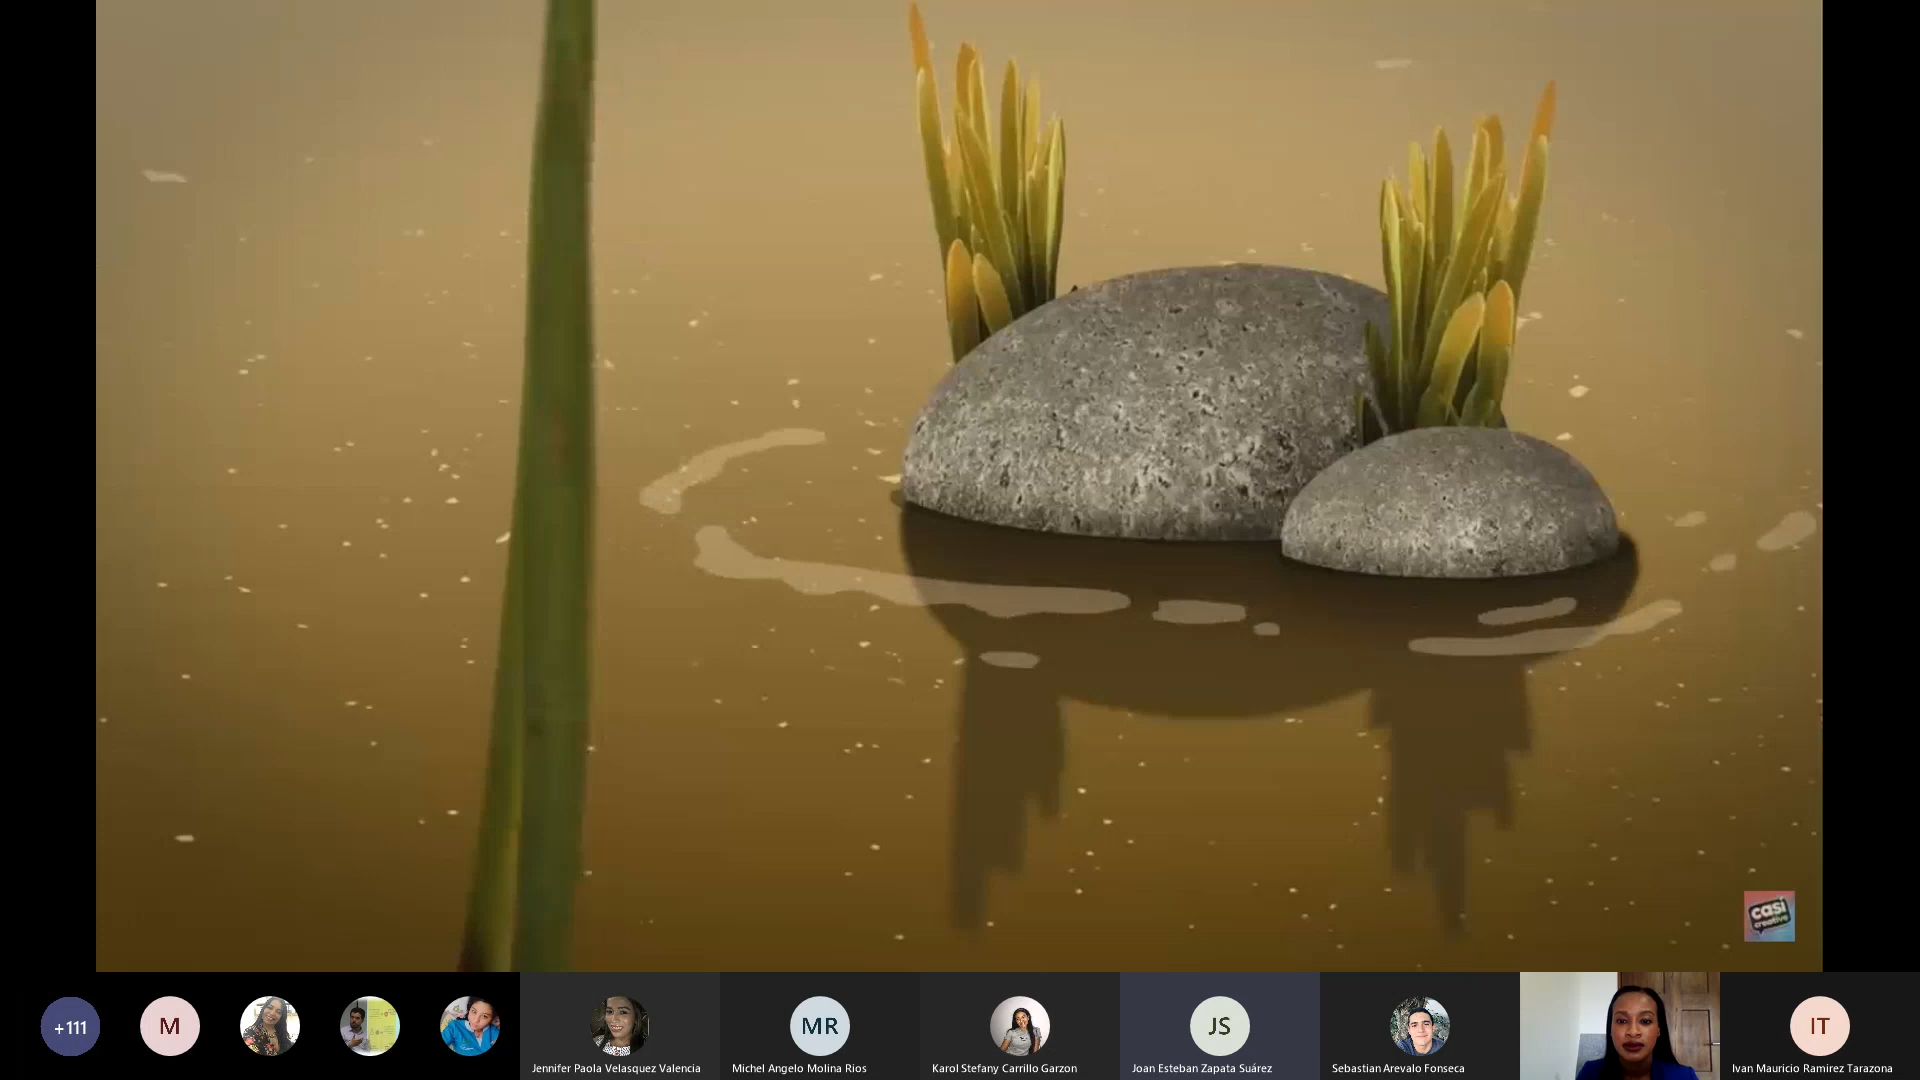 casi
creativo
+111
M
Jennifer Paola Velasquez Valencia
MR
Michel Angelo Molina Rios
Karol Stefany Carrillo Garzon
JS
Joan Esteban Zapata Suárez
Sebastian Arevalo Fonseca
IT
Ivan Mauricio Ramirez Tarazona